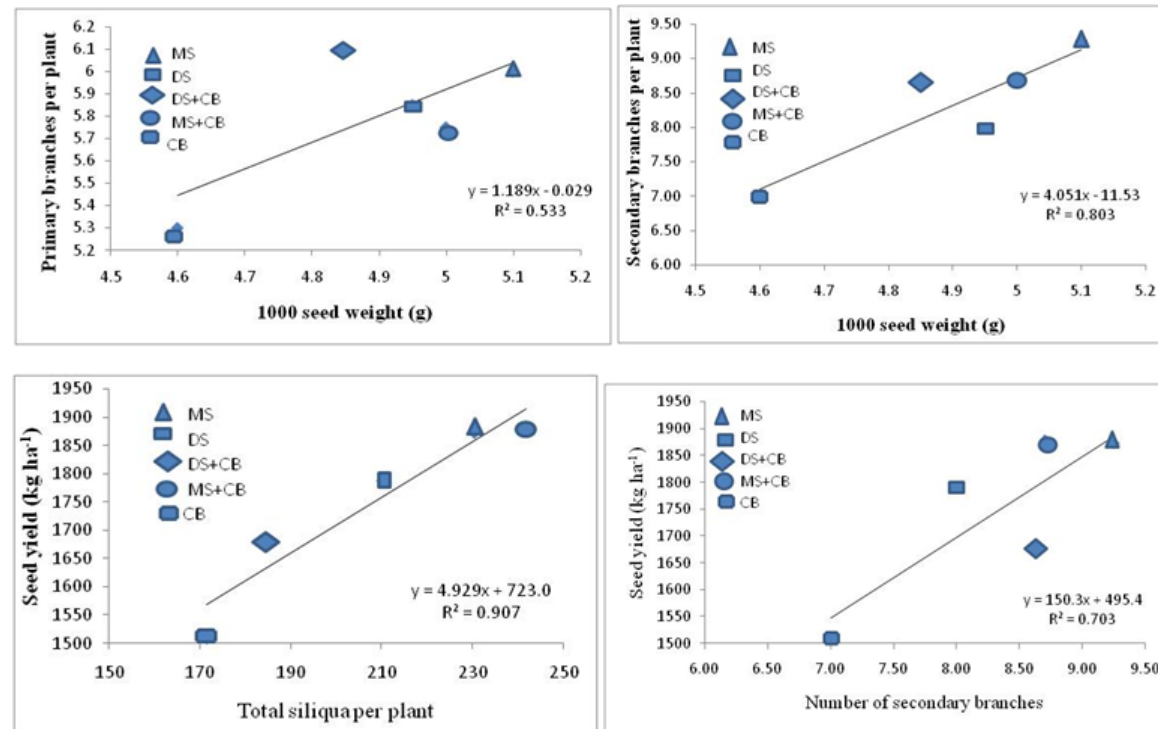 Primary branches per plant
6.2
6.1
6
5.9
5.8
5.7
5.6
5.5
5.4
5.3
5.2
MS
DS
DS+CB
MS+CB
CB
y = 1.189x - 0.029
R² = 0.533
4.5 4.6 4.7 4.8 4.9 5 5.1 5.2
1000 seed weight (g)
Secondary branches per plant
9.50
9.00
8.50
8.00
7.50
7.00
6.50
6.00
MS
DS
DS+CB
MS+CB
CB
y = 4.051x - 11.53
R² = 0.803
4.5 4.6 4.7 4.8 4.9 5 5.1 5.2
1000 seed weight (g)
Seed yield (kg ha⁻¹)
1950
1900
1850
1800
1750
1700
1650
1600
1550
1500
MS
DS
DS+CB
MS+CB
CB
y = 4.929x + 723.0
R² = 0.907
150 170 190 210 230 250
Total siliqua per plant
Seed yield (kg ha⁻¹)
1950
1900
1850
1800
1750
1700
1650
1600
1550
1500
MS
DS
DS+CB
MS+CB
CB
y = 150.3x + 495.4
R² = 0.703
6.00 6.50 7.00 7.50 8.00 8.50 9.00 9.50
Number of secondary branches